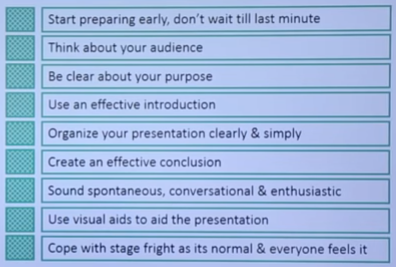 Start preparing early, don't wait till last minute
Think about your audience
Be clear about your purpose
Use an effective introduction
Organize your presentation clearly & simply
Create an effective conclusion
Sound spontaneous, conversational & enthusiastic
Use visual aids to aid the presentation
Cope with stage fright as its normal & everyone feels it